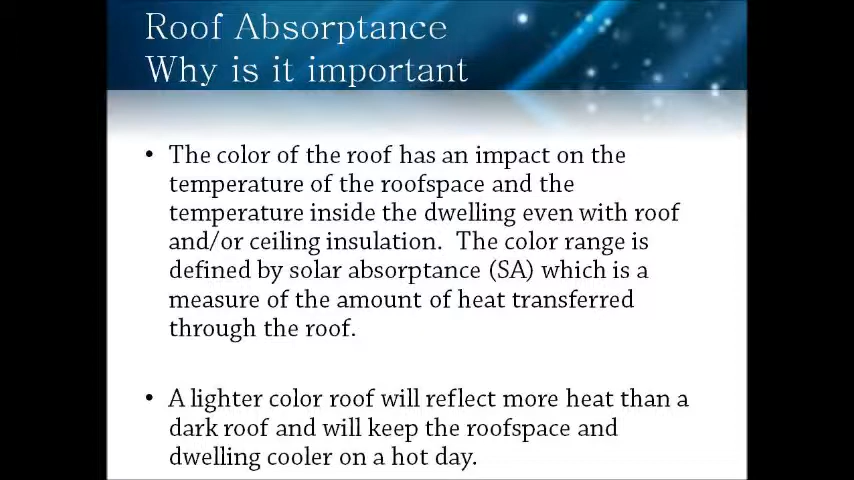 Roof Absorptance
Why is it important
• The color of the roof has an impact on the
temperature of the roofspace and the
temperature inside the dwelling even with roof
and/or ceiling insulation.  The color range is
defined by solar absorptance (SA) which is a
measure of the amount of heat transferred
through the roof.
• A lighter color roof will reflect more heat than a
dark roof and will keep the roofspace and
dwelling cooler on a hot day.